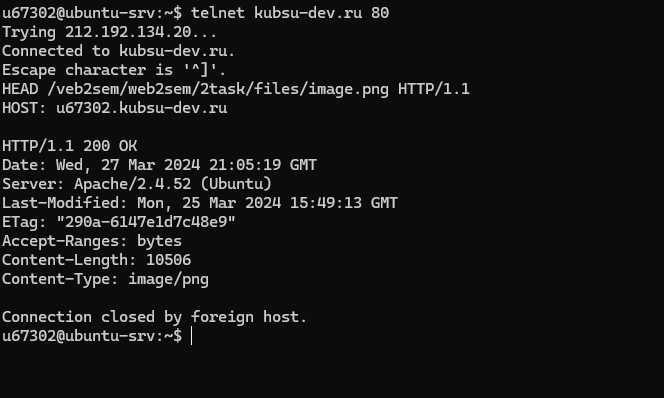 u67302@ubuntu-srv:~$ telnet kubsu-dev.ru 80
Trying 212.192.134.20...
Connected to kubsu-dev.ru.
Escape character is '^]'.
HEAD /veb2sem/web2sem/2task/files/image.png HTTP/1.1
HOST: u67302.kubsu-dev.ru

HTTP/1.1 200 OK
Date: Wed, 27 Mar 2024 21:05:19 GMT
Server: Apache/2.4.52 (Ubuntu)
Last-Modified: Mon, 25 Mar 2024 15:49:13 GMT
ETag: "290a-6147e1d7c48e9"
Accept-Ranges: bytes
Content-Length: 10506
Content-Type: image/png

Connection closed by foreign host.
u67302@ubuntu-srv:~$